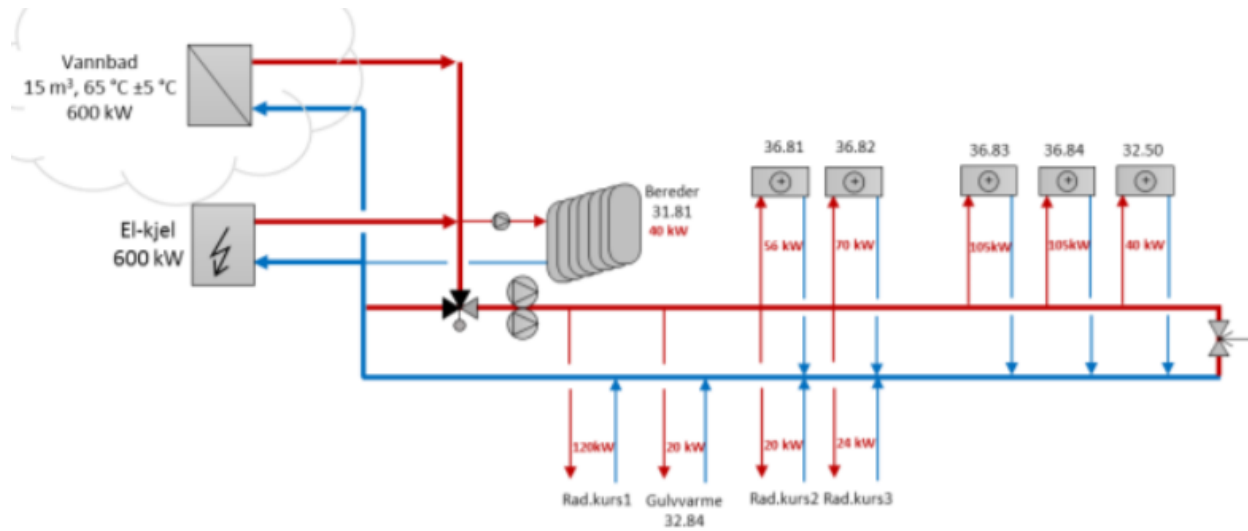 Vannbad
15 m³, 65 °C ±5 °C
600 kW
El-kjel
600 kW
Bereder
31.81
40 kW
36.81
36.82
36.83
36.84
32.50
56 kW
70 kW
105kW
105kW
40 kW
120kW
20 kW
20 kW
24 kW
Rad.kurs1
Gulvvarme
32.84
Rad.kurs2
Rad.kurs3